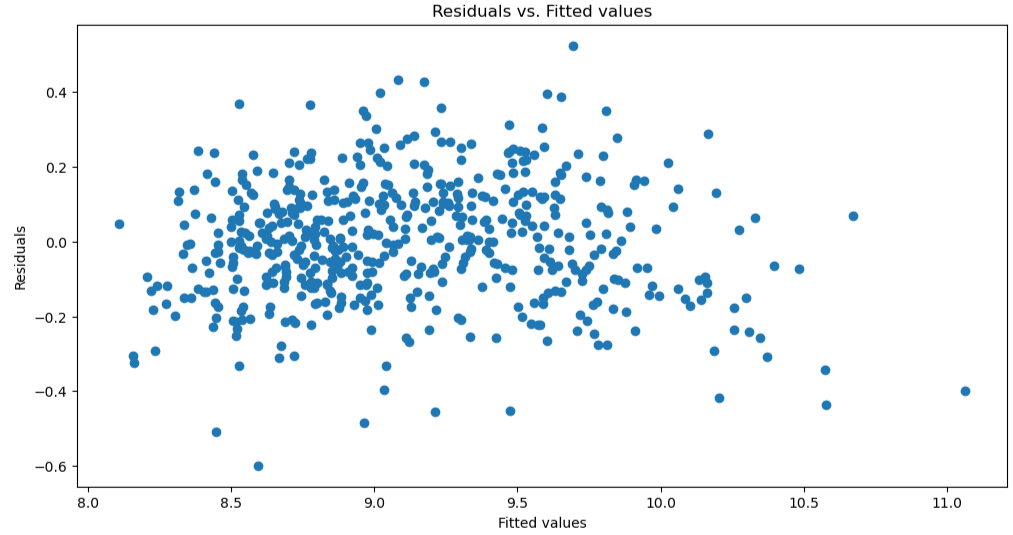 Residuals vs. Fitted values
0.4
0.2
0.0
−0.2
−0.4
−0.6
Residuals
8.0 8.5 9.0 9.5 10.0 10.5 11.0
Fitted values